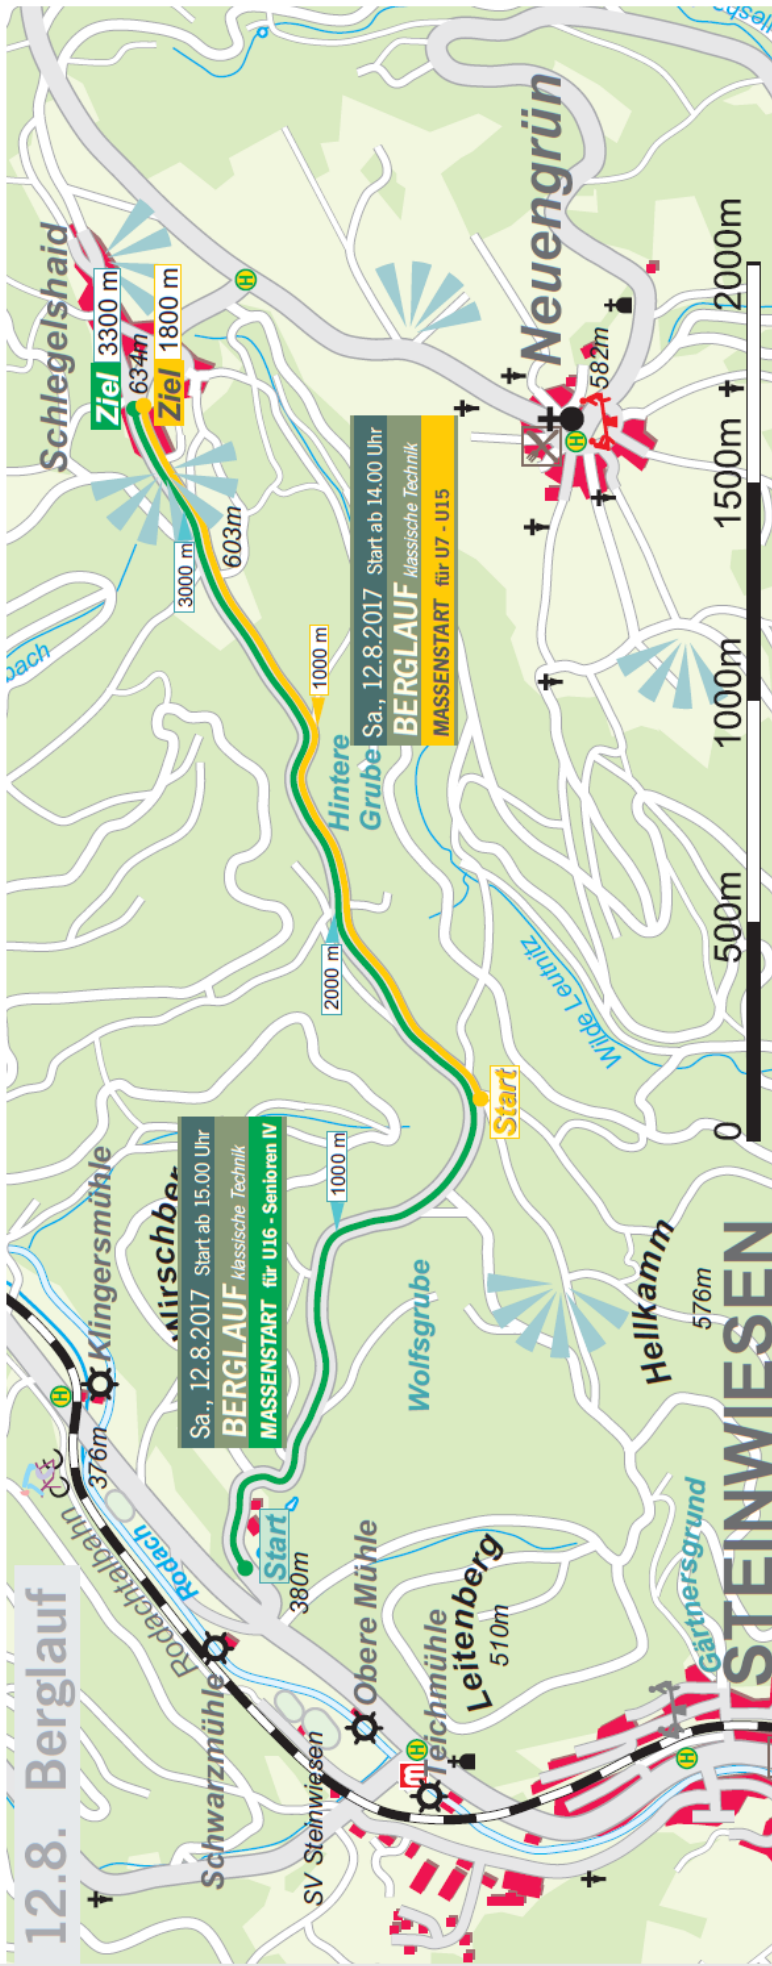 12.8. Berglauf
Schlegelshaid
Ziel 3300 m
634m
Ziel 1800 m
3000 m
603m
bach
1000 m
Hintere
Grube
Sa., 12.8.2017 Start ab 14.00 Uhr
BERGLAUF klassische Technik
MASSENSTART für U7 - U15
Neuengrün
582m
2000 m
Wilde Leutnitz
Start
Klingersmühle
376m
Sa., 12.8.2017 Start ab 15.00 Uhr
BERGLAUF klassische Technik
MASSENSTART für U16 - Senioren IV
1000 m
Wolfsgrube
Hellkamm
576m
Rodachtalbahn
Rodach
Start
380m
Schwarzmühle
Obere Mühle
SV Steinwiesen
Teichmühle
Leitenberg
510m
Gärtnersgrund
STEINWIESEN
H
H
H
H
H
m
0
500m
1000m
1500m
2000m